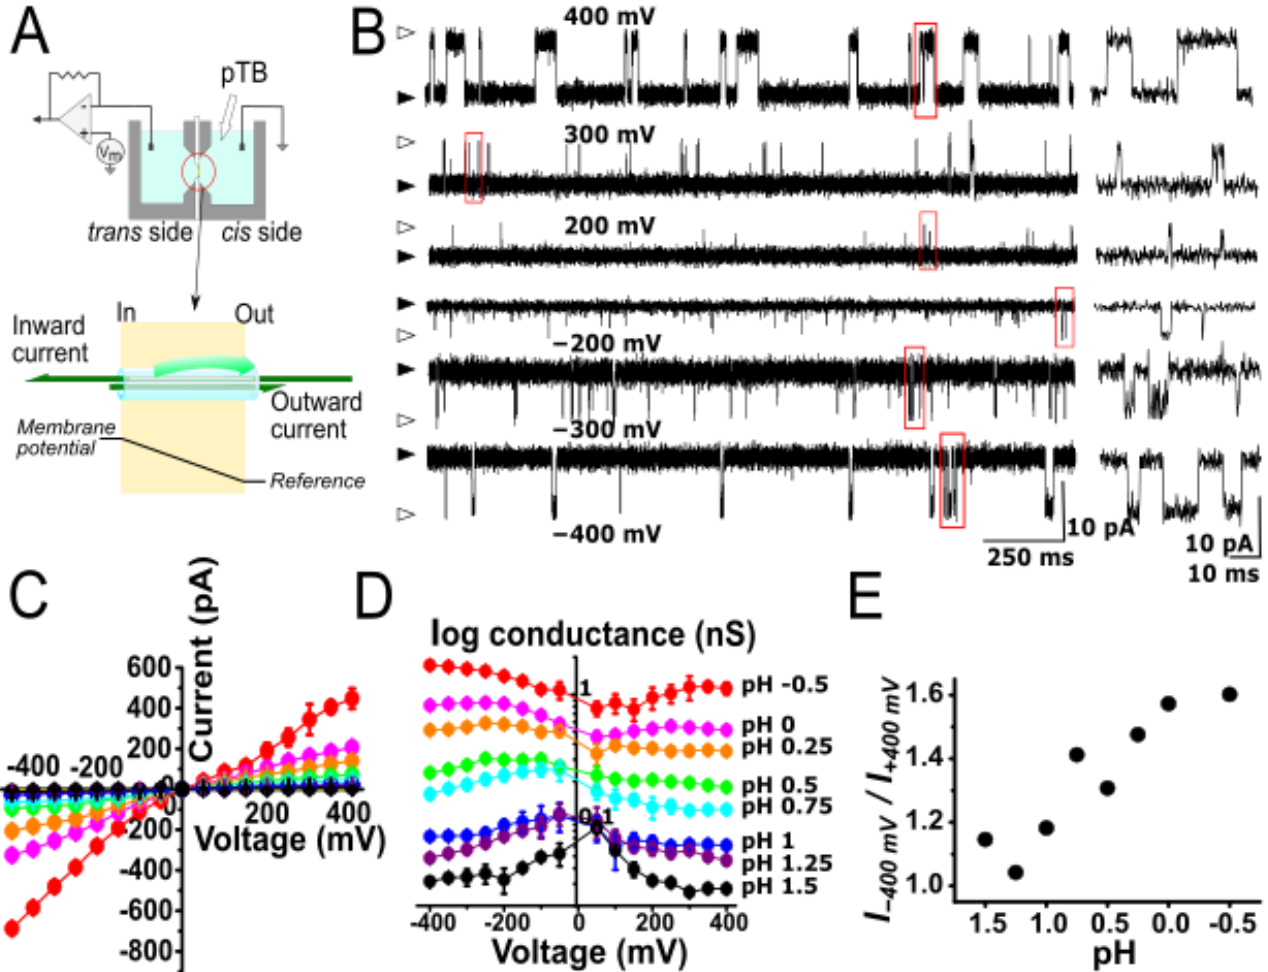 A
pTB
Vm
trans side
cis side
In
Out
Inward
current
Outward
current
Membrane
potential
Reference
B
400 mV
300 mV
200 mV
−200 mV
−300 mV
−400 mV
10 pA
250 ms
10 pA
10 ms
C
Current (pA)
600
400
200
0
-200
-400
-600
-800
-400 -200
200 400
Voltage (mV)
D
log conductance (nS)
1
0.1
pH -0.5
pH 0
pH 0.25
pH 0.5
pH 0.75
pH 1
pH 1.25
pH 1.5
-400 -200 0 200 400
Voltage (mV)
E
I−400 mV / I+400 mV
1.6
1.4
1.2
1.0
1.5 1.0 0.5 0.0 -0.5
pH